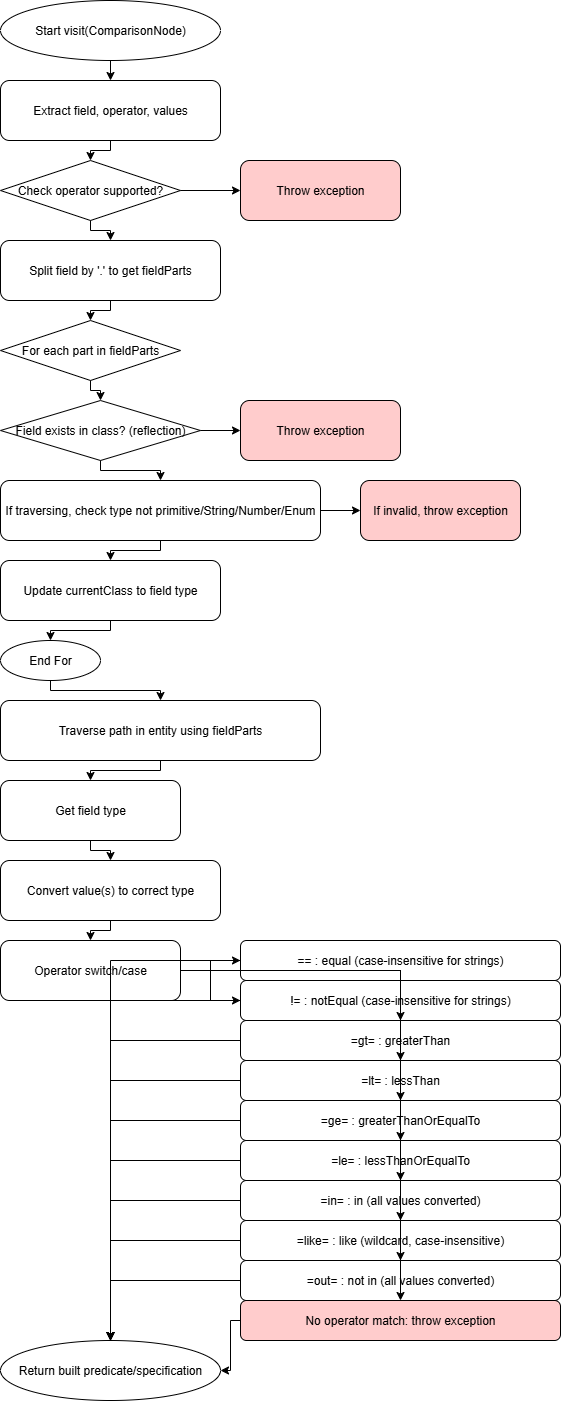 Start visit(ComparisonNode)
Extract field, operator, values
Check operator supported?
Throw exception
Split field by '.' to get fieldParts
For each part in fieldParts
Field exists in class? (reflection)
Throw exception
If traversing, check type not primitive/String/Number/Enum
If invalid, throw exception
Update currentClass to field type
End For
Traverse path in entity using fieldParts
Get field type
Convert value(s) to correct type
Operator switch/case
== : equal (case-insensitive for strings)
!= : notEqual (case-insensitive for strings)
=gt= : greaterThan
=lt= : lessThan
=ge= : greaterThanOrEqualTo
=le= : lessThanOrEqualTo
=in= : in (all values converted)
=like= : like (wildcard, case-insensitive)
=out= : not in (all values converted)
No operator match: throw exception
Return built predicate/specification